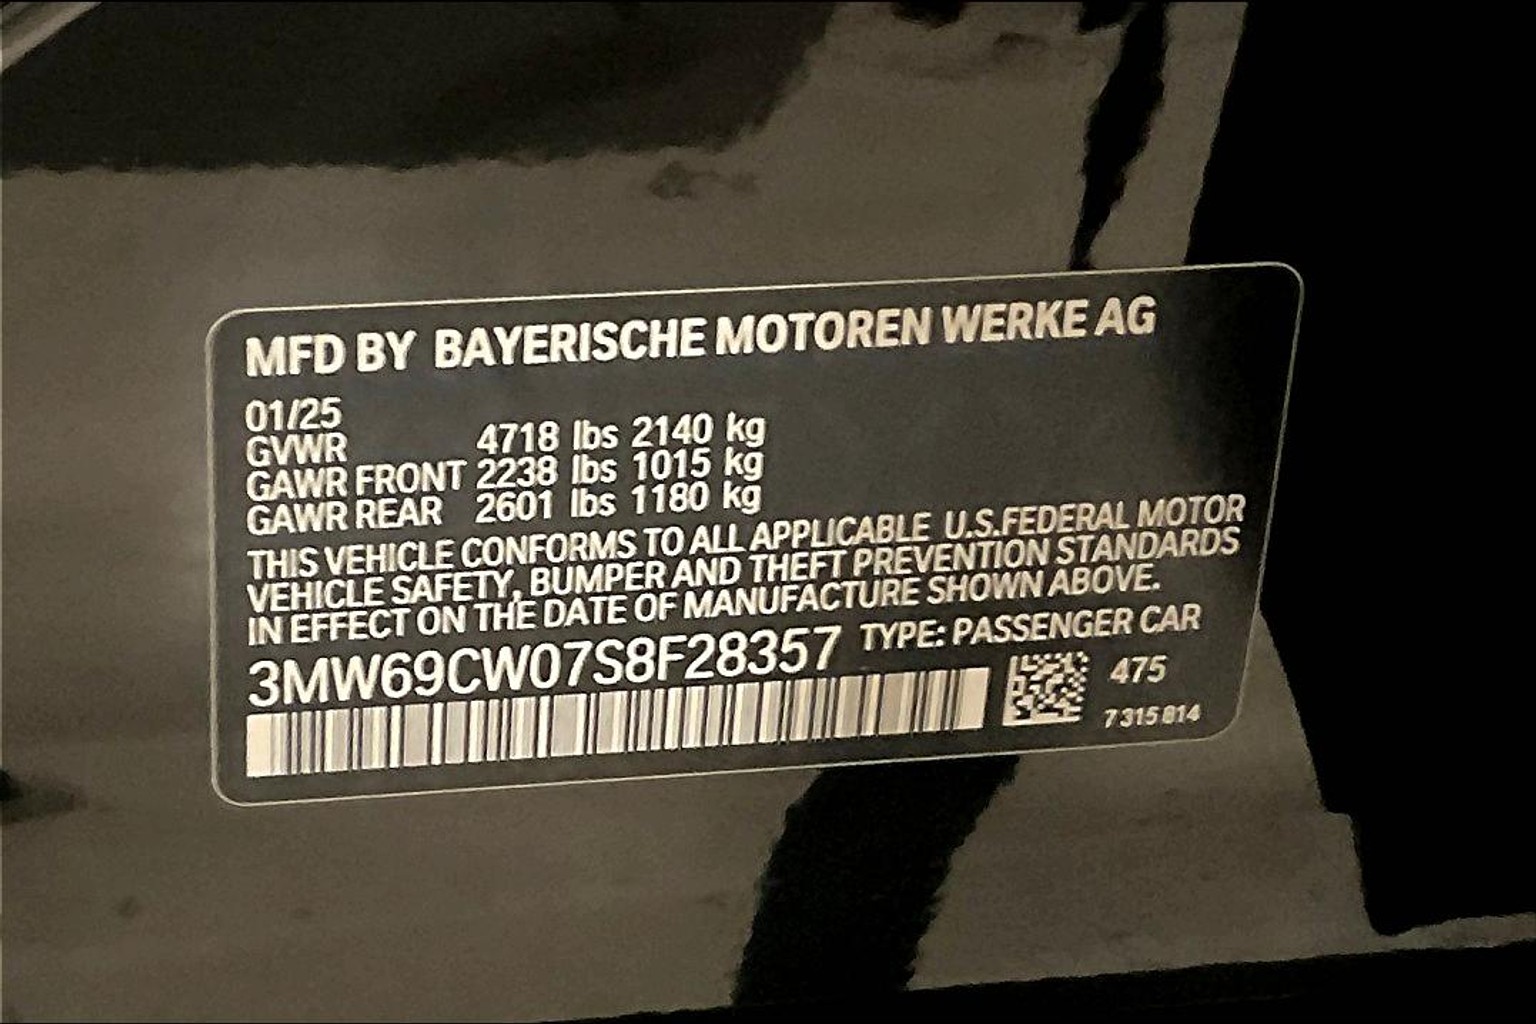 MFD BY BAYERISCHE MOTOREN WERKE AG
01/25
GVWR 4718 lbs 2140 kg
GAWR FRONT 2238 lbs 1015 kg
GAWR REAR 2601 lbs 1180 kg
THIS VEHICLE CONFORMS TO ALL APPLICABLE U.S.FEDERAL MOTOR
VEHICLE SAFETY, BUMPER AND THEFT PREVENTION STANDARDS
IN EFFECT ON THE DATE OF MANUFACTURE SHOWN ABOVE.
3MW69CW07S8F28357 TYPE: PASSENGER CAR
475
7 315 814